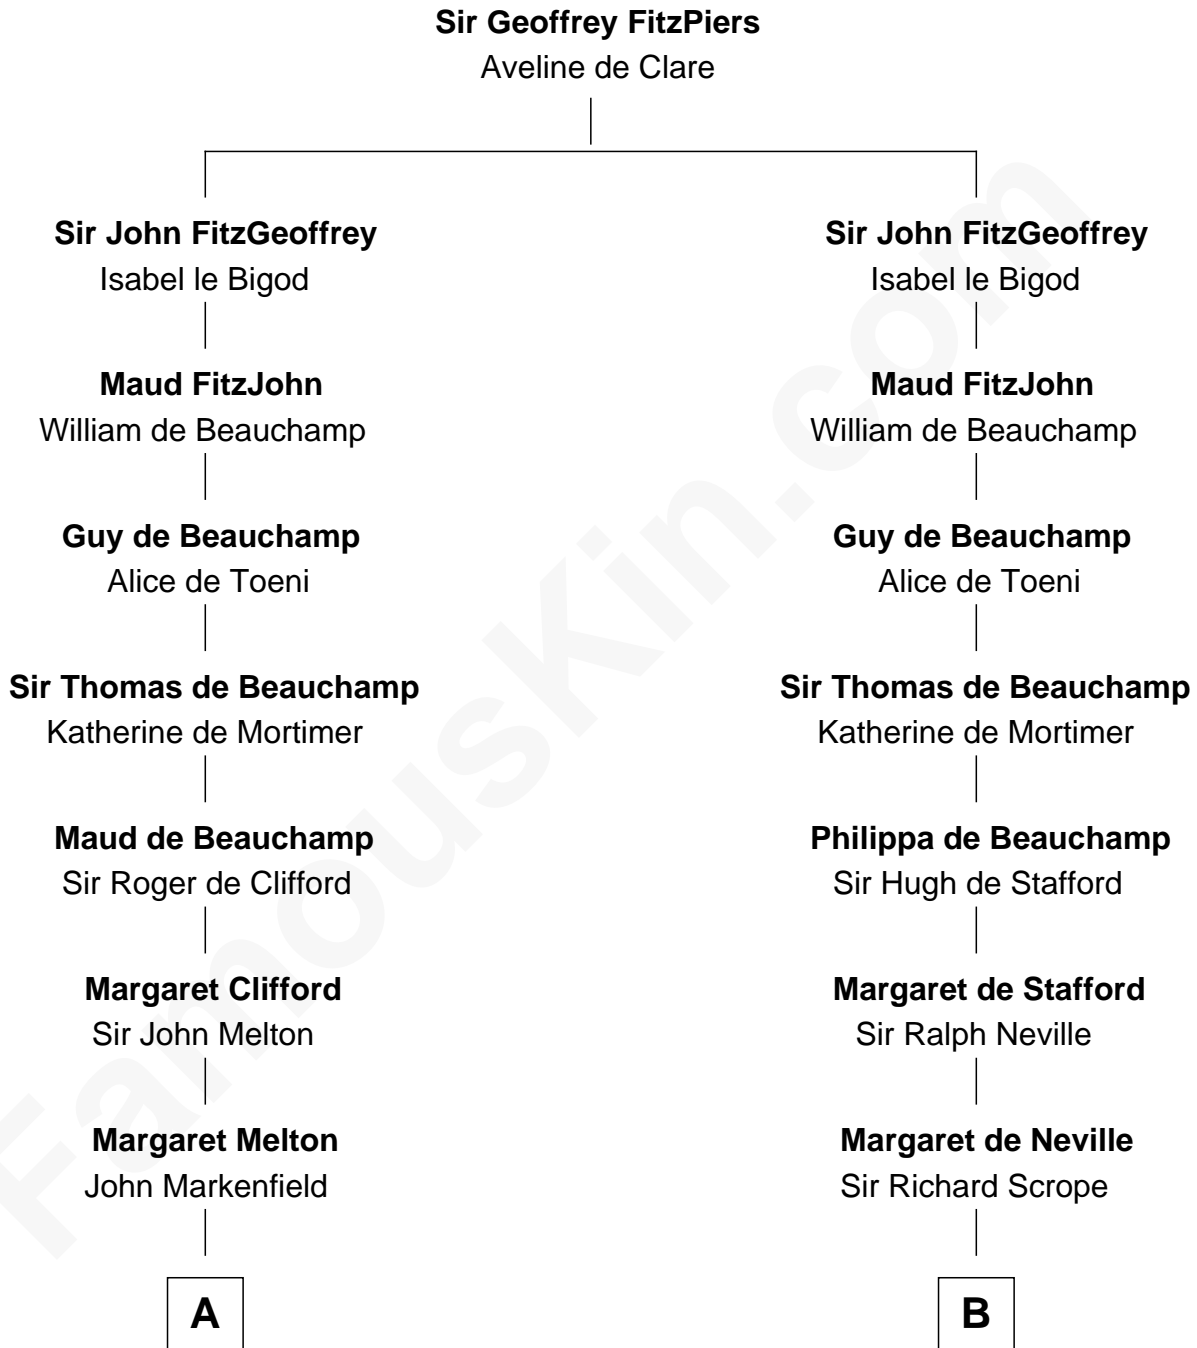 Sir Geoffrey FitzPiers
Aveline de Clare
Sir John FitzGeoffrey
Isabel le Bigod
Maud FitzJohn
William de Beauchamp
Guy de Beauchamp
Alice de Toeni
Sir Thomas de Beauchamp
Katherine de Mortimer
Maud de Beauchamp
Sir Roger de Clifford
Margaret Clifford
Sir John Melton
Margaret Melton
John Markenfield
A
Sir John FitzGeoffrey
Isabel le Bigod
Maud FitzJohn
William de Beauchamp
Guy de Beauchamp
Alice de Toeni
Sir Thomas de Beauchamp
Katherine de Mortimer
Philippa de Beauchamp
Sir Hugh de Stafford
Margaret de Stafford
Sir Ralph Neville
Margaret de Neville
Sir Richard Scrope
B
FamousKin.com